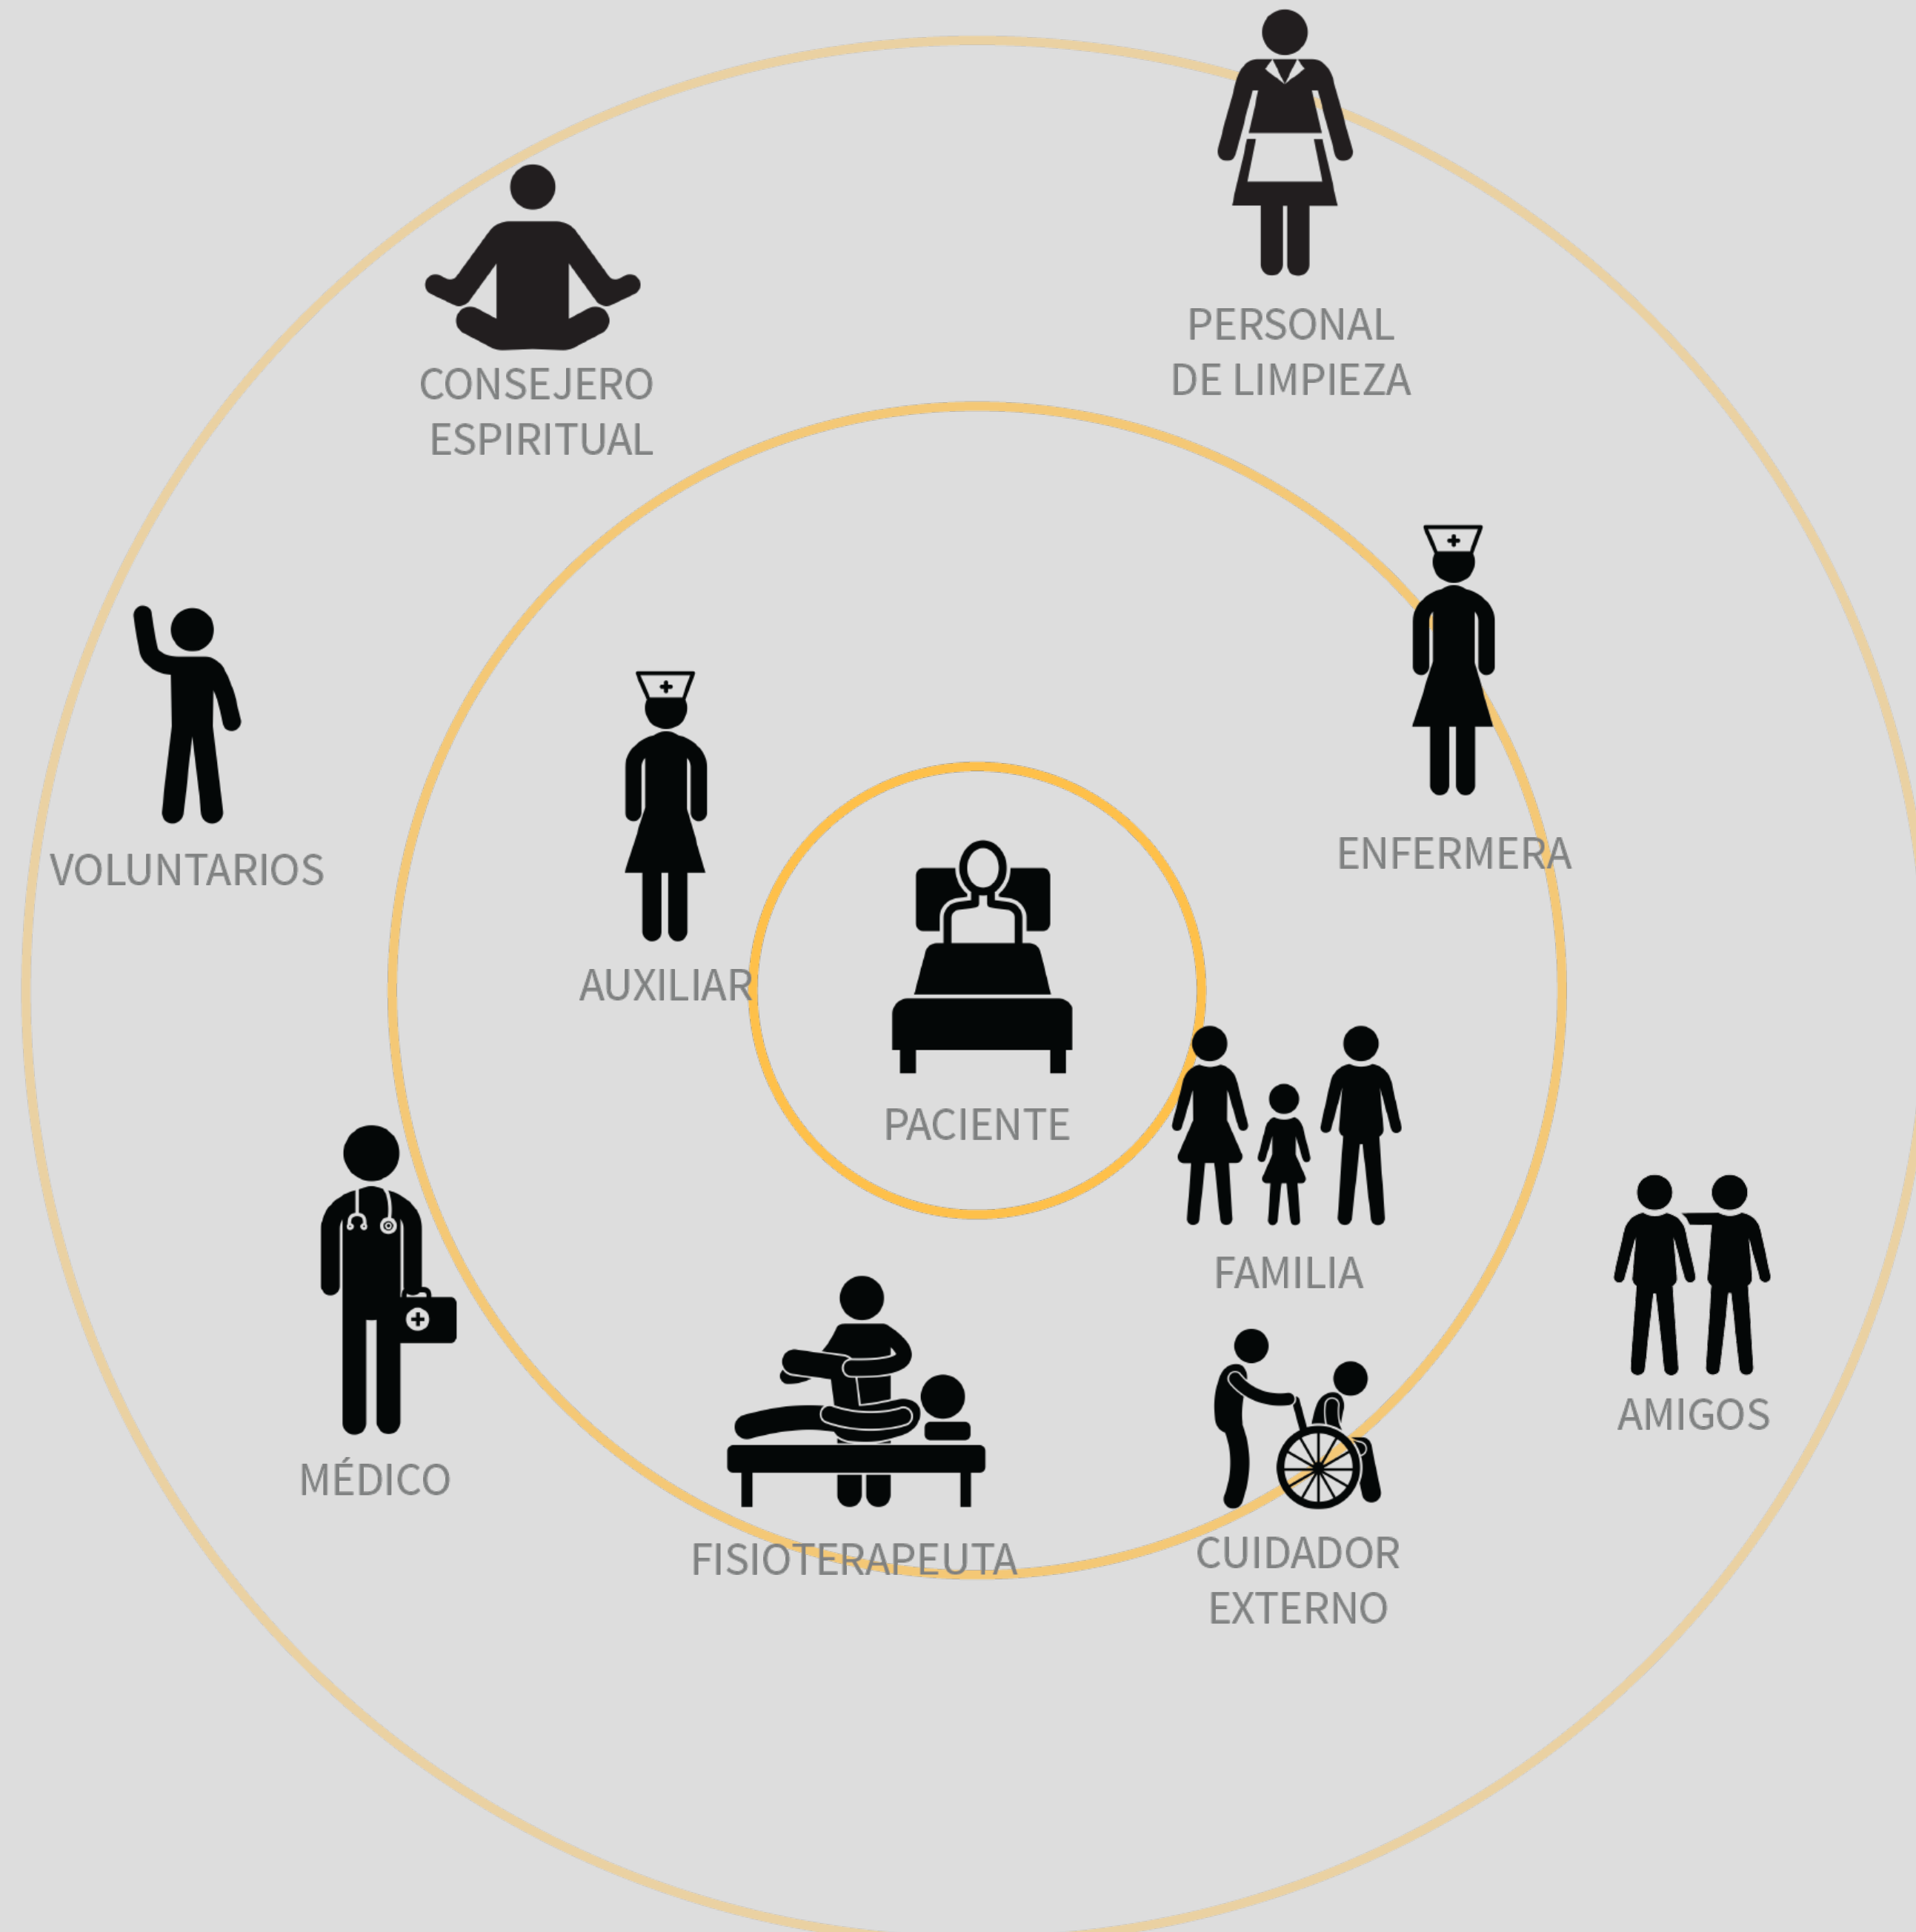 PERSONAL
DE LIMPIEZA
CONSEJERO
ESPIRITUAL
VOLUNTARIOS
ENFERMERA
AUXILIAR
PACIENTE
FAMILIA
AMIGOS
MÉDICO
FISIOTERAPEUTA
CUIDADOR
EXTERNO